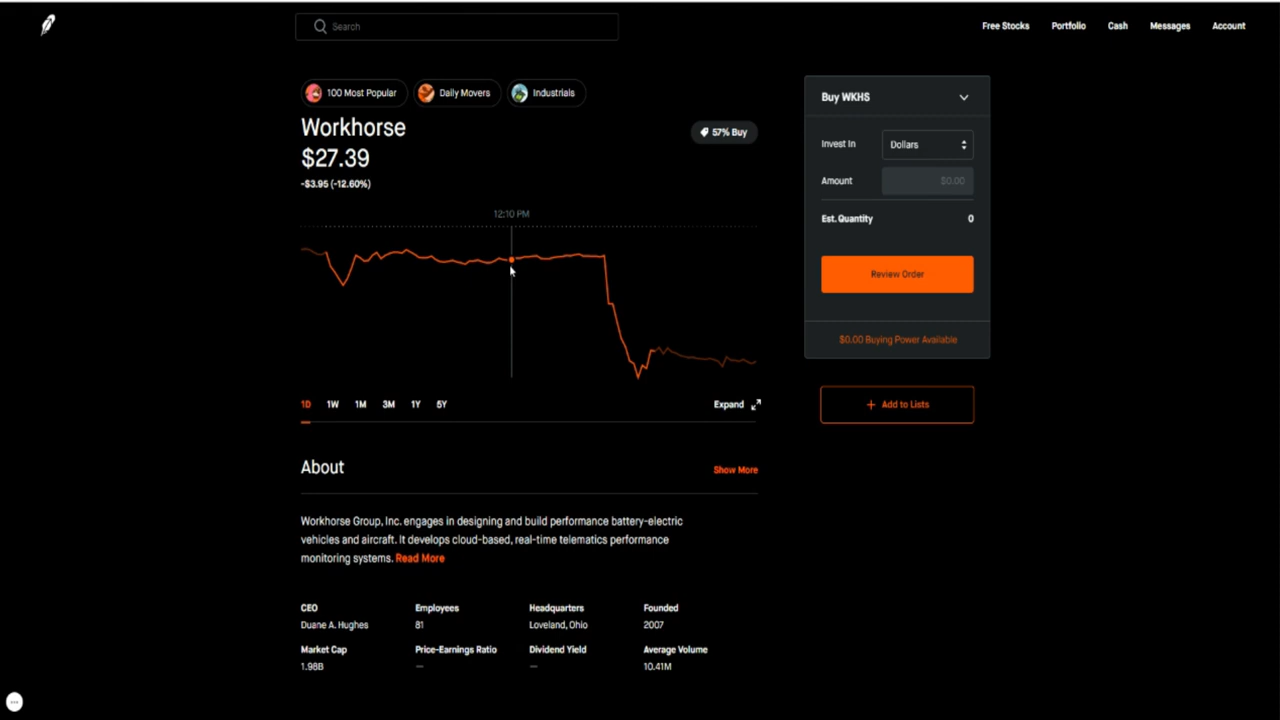 Search
Free Stocks Portfolio Cash Messages Account
100 Most Popular Daily Movers Industrials
Workhorse
$27.39
-$3.95 (-12.60%)
57% Buy
12:10 PM
1D 1W 1M 3M 1Y 5Y
Expand
Buy WKHS
Invest In Dollars
Amount $0.00
Est. Quantity 0
Review Order
$0.00 Buying Power Available
+ Add to Lists
About
Show More
Workhorse Group, Inc. engages in designing and build performance battery-electric
vehicles and aircraft. It develops cloud-based, real-time telematics performance
monitoring systems. Read More
CEO Employees Headquarters Founded
Duane A. Hughes 81 Loveland, Ohio 2007
Market Cap Price-Earnings Ratio Dividend Yield Average Volume
1.98B — — 10.41M